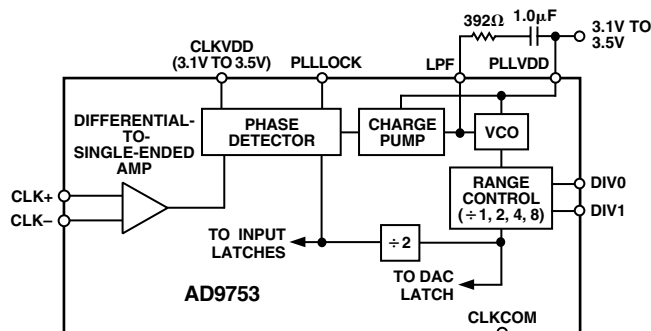 392Ω
1.0µF
3.1V TO
3.5V
CLKVDD
(3.1V TO 3.5V)
PLLLOCK
LPF
PLLVDD
DIFFERENTIAL-
TO-
SINGLE-ENDED
AMP
PHASE
DETECTOR
CHARGE
PUMP
VCO
CLK+
CLK–
RANGE
CONTROL
(÷1, 2, 4, 8)
DIV0
DIV1
TO INPUT
LATCHES
÷2
TO DAC
LATCH
AD9753
CLKCOM